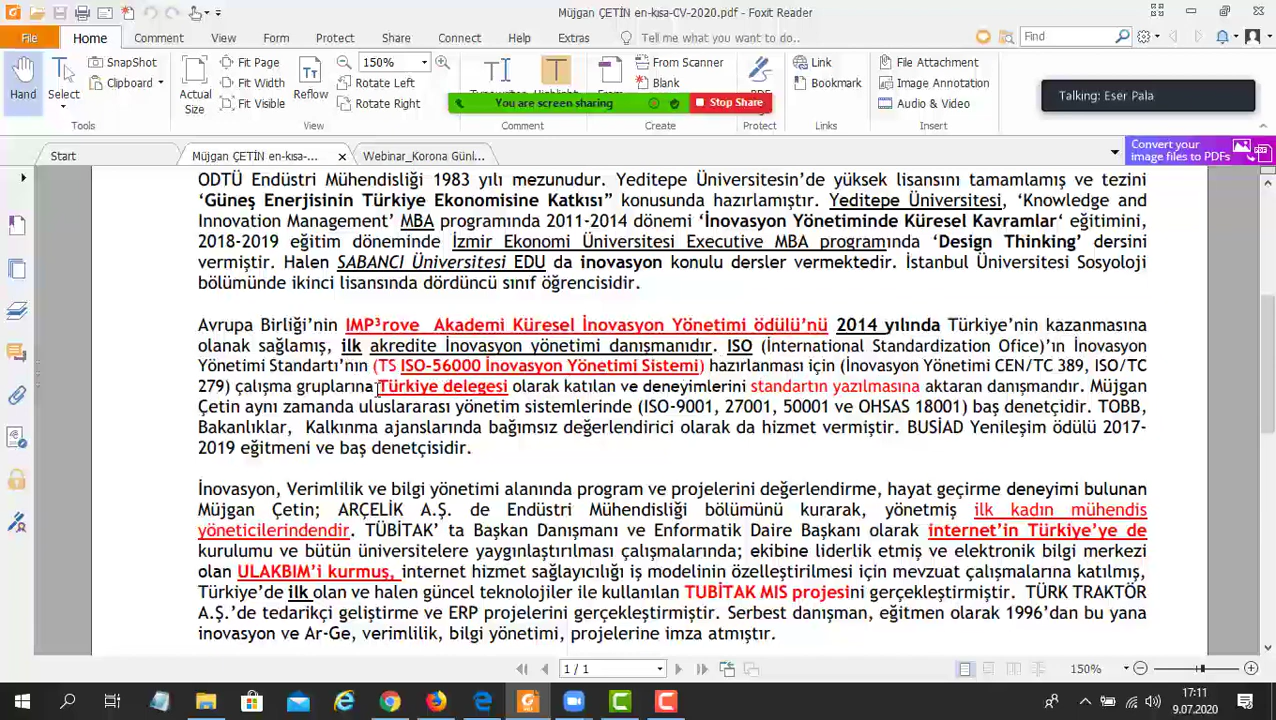 Müjgan ÇETİN en-kısa-CV-2020.pdf - Foxit Reader
File Home Comment View Form Protect Share Connect Help Extras Tell me what you want to do... Find
Hand
Select
SnapShot
Clipboard
Tools
Actual Size
Fit Page
Fit Width
Fit Visible
Reflow
150%
Rotate Left
Rotate Right
View
Comment
From Scanner
Blank
Create
Protect
Link
Bookmark
Links
File Attachment
Image Annotation
Audio & Video
Insert
You are screen sharing Stop Share
Talking: Eser Pala
Start Müjgan ÇETİN en-kısa-... Webinar_Korona Günl...
Convert your image files to PDFs
ODTÜ Endüstri Mühendisliği 1983 yılı mezunudur. Yeditepe Üniversitesin’de yüksek lisansını tamamlamış ve tezini
‘Güneş Enerjisinin Türkiye Ekonomisine Katkısı” konusunda hazırlamıştır. Yeditepe Üniversitesi, ‘Knowledge and
Innovation Management’ MBA programında 2011-2014 dönemi ‘İnovasyon Yönetiminde Küresel Kavramlar‘ eğitimini,
2018-2019 eğitim döneminde İzmir Ekonomi Üniversitesi Executive MBA programında ‘Design Thinking’ dersini
vermiştir. Halen SABANCI Üniversitesi EDU da inovasyon konulu dersler vermektedir. İstanbul Üniversitesi Sosyoloji
bölümünde ikinci lisansında dördüncü sınıf öğrencisidir.
Avrupa Birliği’nin IMP³rove Akademi Küresel İnovasyon Yönetimi ödülü’nü 2014 yılında Türkiye’nin kazanmasına
olanak sağlamış, ilk akredite İnovasyon yönetimi danışmanıdır. ISO (İnternational Standardization Ofice)’ın İnovasyon
Yönetimi Standartı’nın (TS ISO-56000 İnovasyon Yönetimi Sistemi) hazırlanması için (İnovasyon Yönetimi CEN/TC 389, ISO/TC
279) çalışma gruplarına Türkiye delegesi olarak katılan ve deneyimlerini standartın yazılmasına aktaran danışmandır. Müjgan
Çetin aynı zamanda uluslararası yönetim sistemlerinde (ISO-9001, 27001, 50001 ve OHSAS 18001) baş denetçidir. TOBB,
Bakanlıklar, Kalkınma ajanslarında bağımsız değerlendirici olarak da hizmet vermiştir. BUSİAD Yenileşim ödülü 2017-
2019 eğitmeni ve baş denetçisidir.
İnovasyon, Verimlilik ve bilgi yönetimi alanında program ve projelerini değerlendirme, hayat geçirme deneyimi bulunan
Müjgan Çetin; ARÇELİK A.Ş. de Endüstri Mühendisliği bölümünü kurarak, yönetmiş ilk kadın mühendis
yöneticilerindendir. TÜBİTAK’ ta Başkan Danışmanı ve Enformatik Daire Başkanı olarak internet’in Türkiye’ye de
kurulumu ve bütün üniversitelere yaygınlaştırılması çalışmalarında; ekibine liderlik etmiş ve elektronik bilgi merkezi
olan ULAKBIM’i kurmuş, internet hizmet sağlayıcılığı iş modelinin özelleştirilmesi için mevzuat çalışmalarına katılmış,
Türkiye’de ilk olan ve halen güncel teknolojiler ile kullanılan TUBİTAK MIS projesini gerçekleştirmiştir. TÜRK TRAKTÖR
A.Ş.’de tedarikçi geliştirme ve ERP projelerini gerçekleştirmiştir. Serbest danışman, eğitmen olarak 1996’dan bu yana
inovasyon ve Ar-Ge, verimlilik, bilgi yönetimi, projelerine imza atmıştır.
1 / 1 150%
17:11
9.07.2020